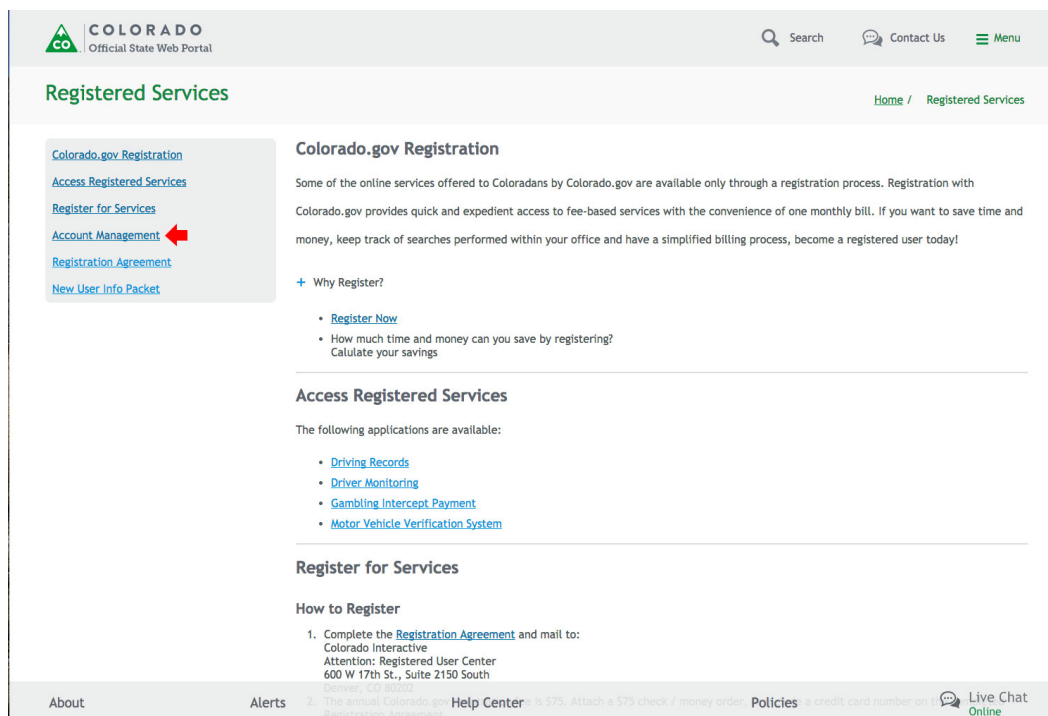 COLORADO
Official State Web Portal
Search
Contact Us
Menu
Registered Services
Home / Registered Services
Colorado.gov Registration
Access Registered Services
Register for Services
Account Management
Registration Agreement
New User Info Packet
Colorado.gov Registration
Some of the online services offered to Coloradans by Colorado.gov are available only through a registration process. Registration with
Colorado.gov provides quick and expedient access to fee-based services with the convenience of one monthly bill. If you want to save time and
money, keep track of searches performed within your office and have a simplified billing process, become a registered user today!
+ Why Register?
• Register Now
• How much time and money can you save by registering?
Calulate your savings
Access Registered Services
The following applications are available:
• Driving Records
• Driver Monitoring
• Gambling Intercept Payment
• Motor Vehicle Verification System
Register for Services
How to Register
1. Complete the Registration Agreement and mail to:
Colorado Interactive
Attention: Registered User Center
600 W 17th St., Suite 2150 South
Denver, CO 80202
2. The annual Colorado.gov is $75. Attach a $75 check / money order, a credit card number on
Registration Agreement
About
Alerts
Help Center
Policies
Live Chat
Online
CO